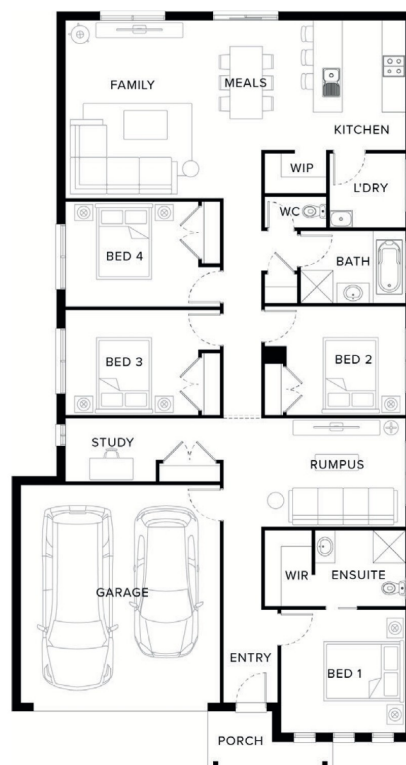 FAMILY
MEALS
KITCHEN
WIP
L'DRY
WC
BED 4
BATH
BED 3
BED 2
STUDY
RUMPUS
WIR
ENSUITE
GARAGE
ENTRY
BED 1
PORCH